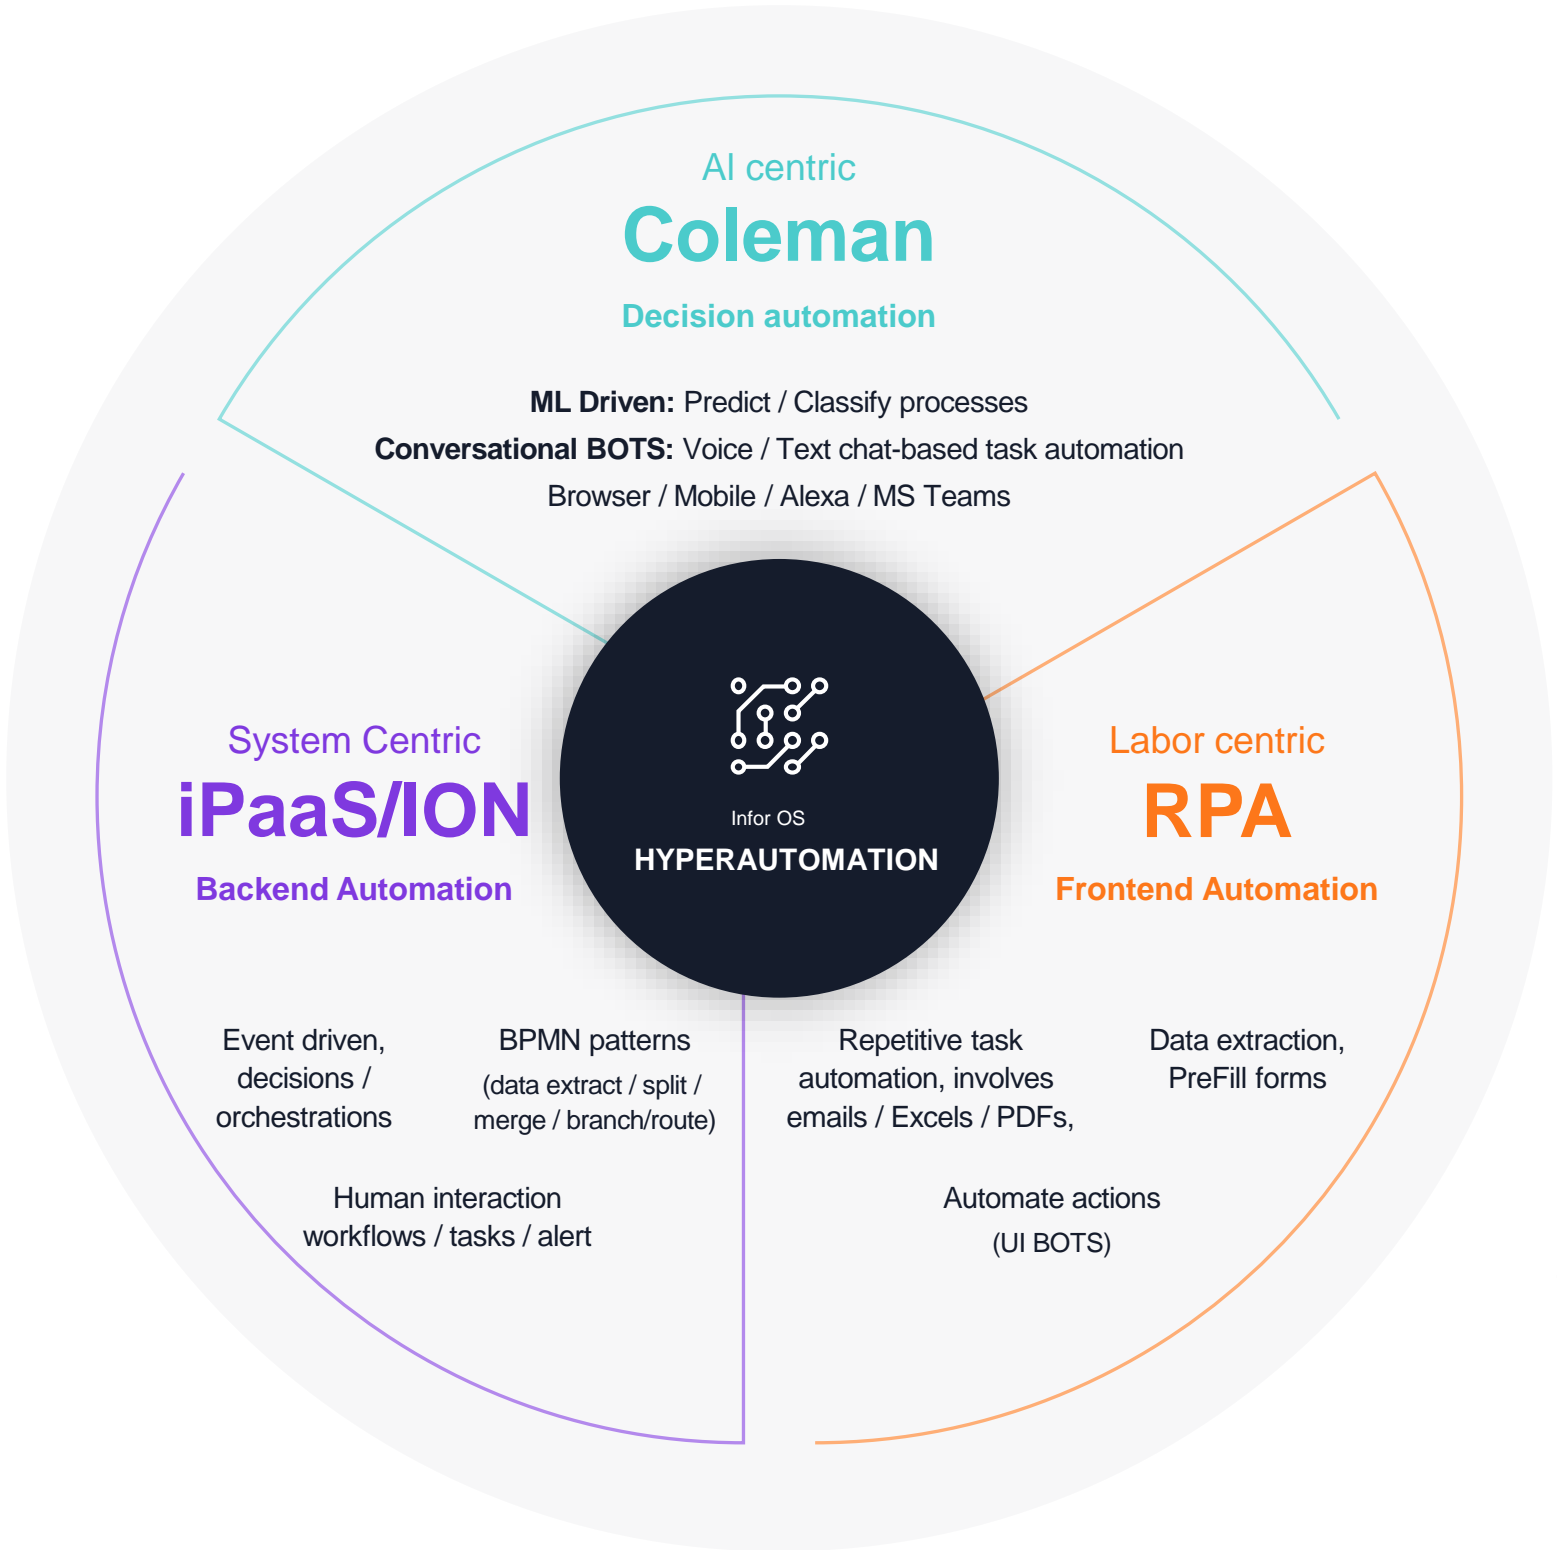 AI centric
Coleman
Decision automation
ML Driven: Predict / Classify processes
Conversational BOTS: Voice / Text chat-based task automation
Browser / Mobile / Alexa / MS Teams
Infor OS
HYPERAUTOMATION
System Centric
iPaaS/ION
Backend Automation
Event driven,
decisions /
orchestrations
BPMN patterns
(data extract / split /
merge / branch/route)
Human interaction
workflows / tasks / alert
Labor centric
RPA
Frontend Automation
Repetitive task
automation, involves
emails / Excels / PDFs,
Data extraction,
PreFill forms
Automate actions
(UI BOTS)